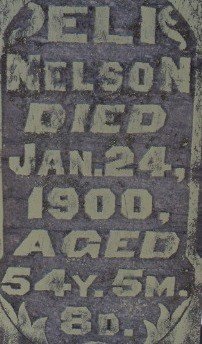 ELI
NELSON
DIED
JAN. 24,
1900,
AGED
54Y. 5M.
8D.